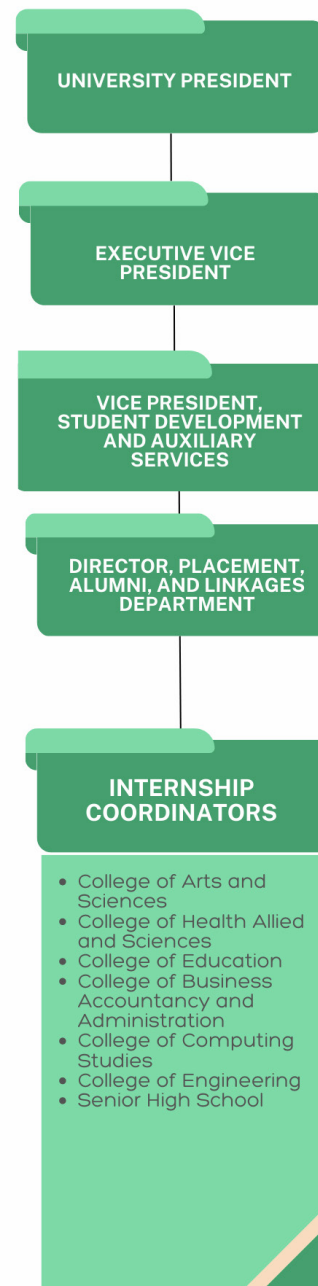 UNIVERSITY PRESIDENT
EXECUTIVE VICE
PRESIDENT
VICE PRESIDENT,
STUDENT DEVELOPMENT
AND AUXILIARY
SERVICES
DIRECTOR, PLACEMENT,
ALUMNI, AND LINKAGES
DEPARTMENT
INTERNSHIP
COORDINATORS
• College of Arts and
Sciences
• College of Health Allied
and Sciences
• College of Education
• College of Business
Accountancy and
Administration
• College of Computing
Studies
• College of Engineering
• Senior High School